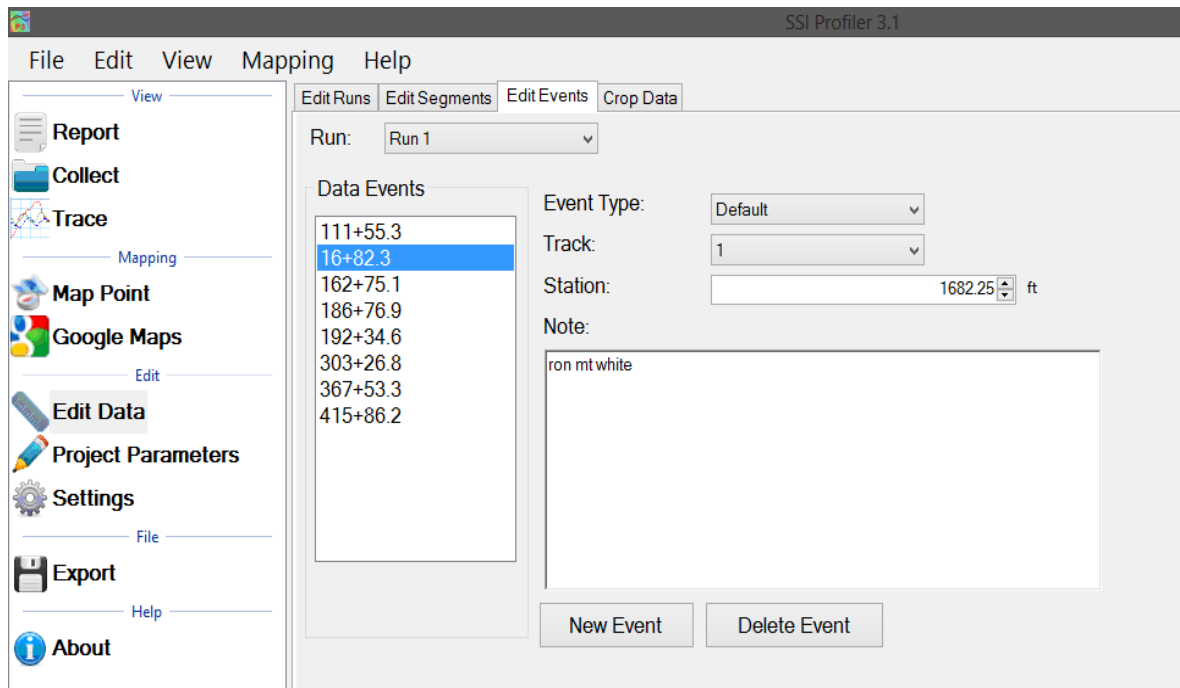 SSI Profiler 3.1
File Edit View Mapping Help
View
Report
Collect
Trace
Mapping
Map Point
Google Maps
Edit
Edit Data
Project Parameters
Settings
File
Export
Help
About
Edit Runs Edit Segments Edit Events Crop Data
Run: Run 1
Data Events
111+55.3
16+82.3
162+75.1
186+76.9
192+34.6
303+26.8
367+53.3
415+86.2
Event Type: Default
Track: 1
Station: 1682.25 ft
Note:
ron mt white
New Event Delete Event